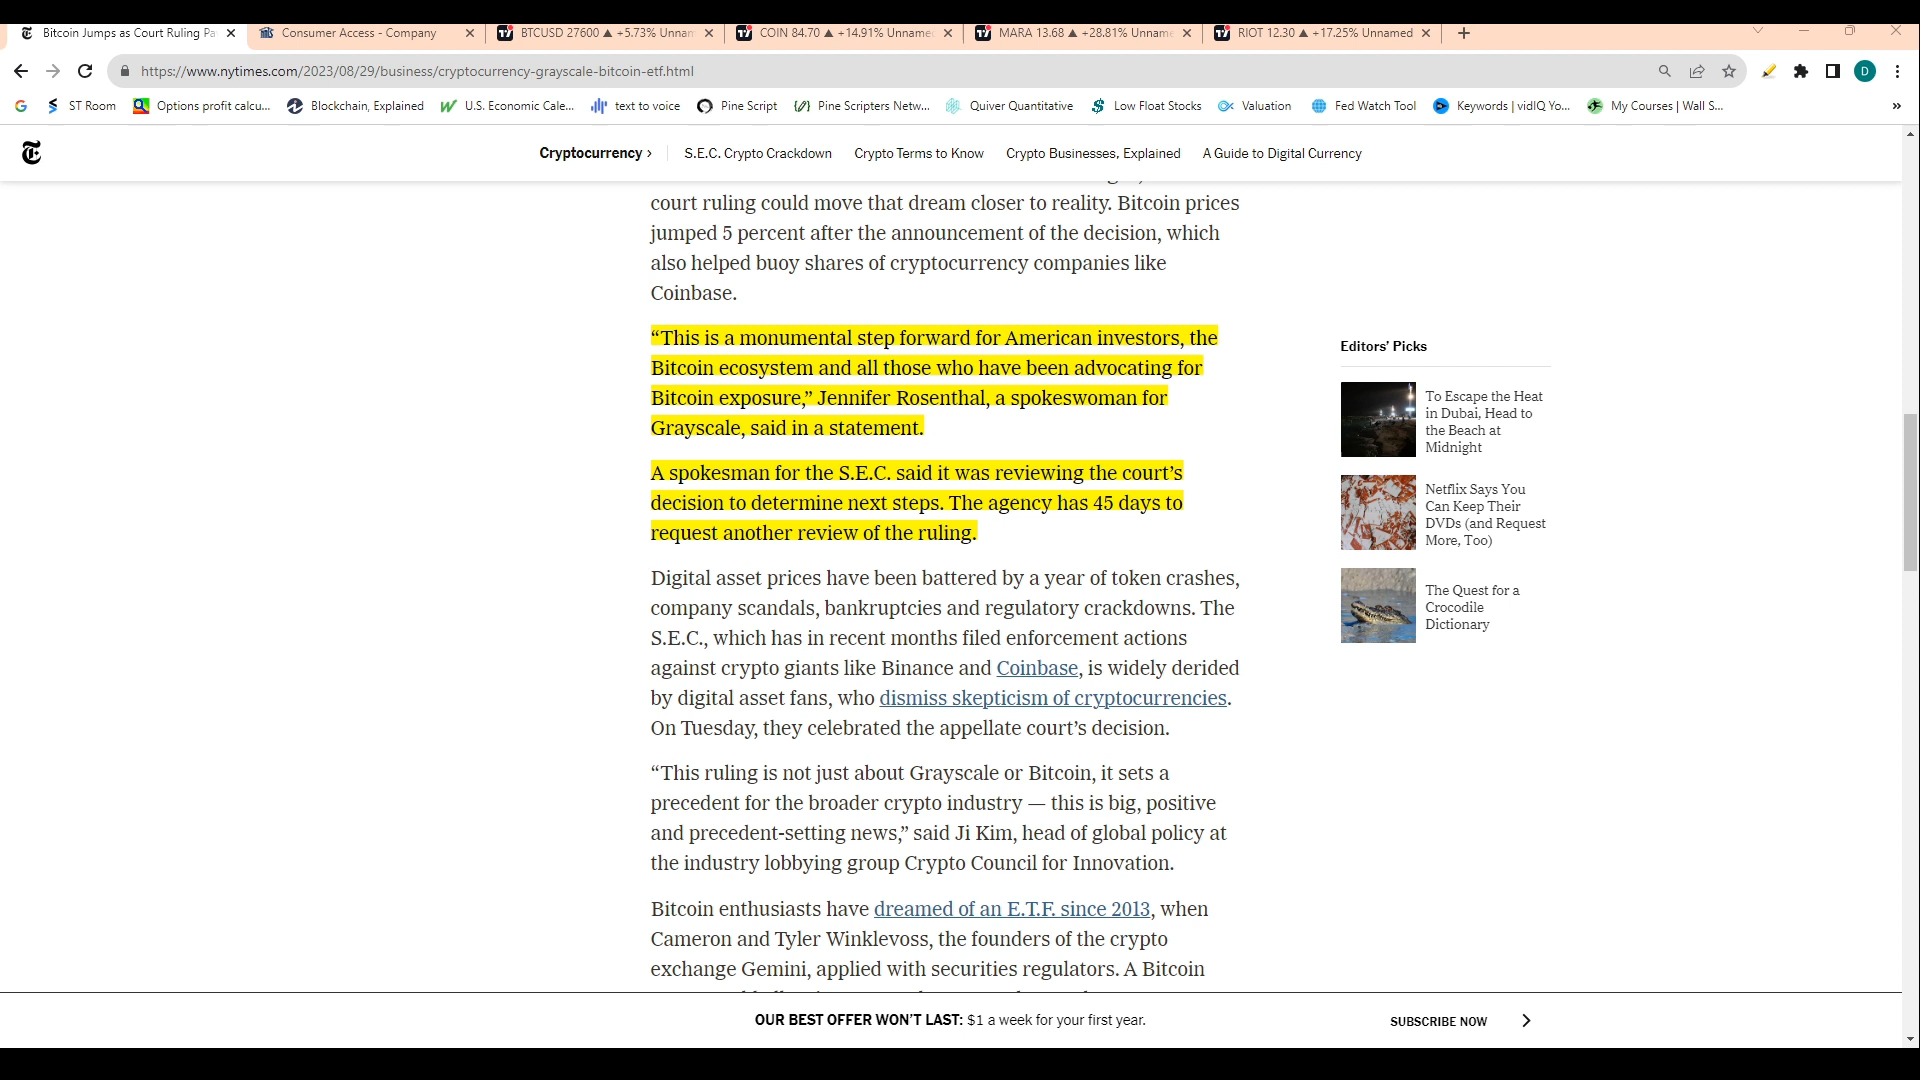 Bitcoin Jumps as Court Ruling Pa
Consumer Access - Company
BTCUSD 27600 ▲ +5.73% Unnam
COIN 84.70 ▲ +14.91% Unname
MARA 13.68 ▲ +28.81% Unname
RIOT 12.30 ▲ +17.25% Unnamed
https://www.nytimes.com/2023/08/29/business/cryptocurrency-grayscale-bitcoin-etf.html
D
ST Room
Options profit calcu...
Blockchain, Explained
U.S. Economic Cale...
text to voice
Pine Script
Pine Scripters Netw...
Quiver Quantitative
Low Float Stocks
Valuation
Fed Watch Tool
Keywords | vidIQ Yo...
My Courses | Wall S...
»
Cryptocurrency ›
S.E.C. Crypto Crackdown
Crypto Terms to Know
Crypto Businesses, Explained
A Guide to Digital Currency
court ruling could move that dream closer to reality. Bitcoin prices
jumped 5 percent after the announcement of the decision, which
also helped buoy shares of cryptocurrency companies like
Coinbase.
“This is a monumental step forward for American investors, the
Bitcoin ecosystem and all those who have been advocating for
Bitcoin exposure,” Jennifer Rosenthal, a spokeswoman for
Grayscale, said in a statement.
A spokesman for the S.E.C. said it was reviewing the court’s
decision to determine next steps. The agency has 45 days to
request another review of the ruling.
Digital asset prices have been battered by a year of token crashes,
company scandals, bankruptcies and regulatory crackdowns. The
S.E.C., which has in recent months filed enforcement actions
against crypto giants like Binance and Coinbase, is widely derided
by digital asset fans, who dismiss skepticism of cryptocurrencies.
On Tuesday, they celebrated the appellate court’s decision.
“This ruling is not just about Grayscale or Bitcoin, it sets a
precedent for the broader crypto industry — this is big, positive
and precedent-setting news,” said Ji Kim, head of global policy at
the industry lobbying group Crypto Council for Innovation.
Bitcoin enthusiasts have dreamed of an E.T.F. since 2013, when
Cameron and Tyler Winklevoss, the founders of the crypto
exchange Gemini, applied with securities regulators. A Bitcoin
Editors’ Picks
To Escape the Heat
in Dubai, Head to
the Beach at
Midnight
Netflix Says You
Can Keep Their
DVDs (and Request
More, Too)
The Quest for a
Crocodile
Dictionary
OUR BEST OFFER WON’T LAST: $1 a week for your first year.
SUBSCRIBE NOW